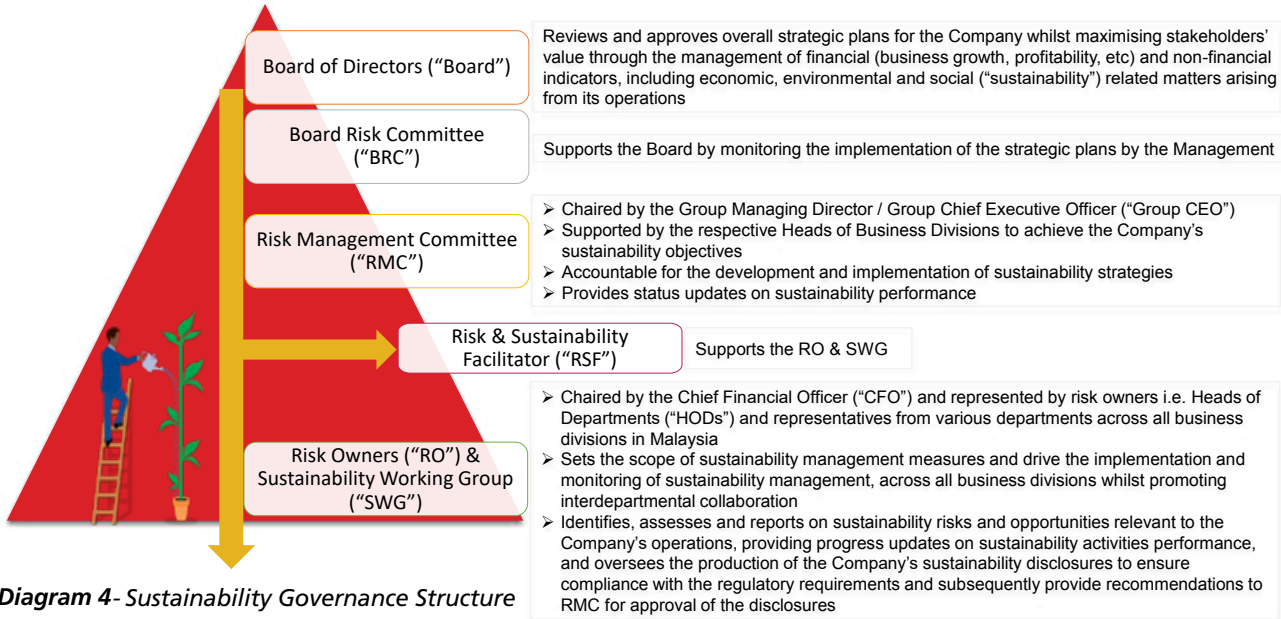 Board of Directors (“Board”)
Reviews and approves overall strategic plans for the Company whilst maximising stakeholders’
value through the management of financial (business growth, profitability, etc) and non-financial
indicators, including economic, environmental and social (“sustainability”) related matters arising
from its operations
Board Risk Committee
(“BRC”)
Supports the Board by monitoring the implementation of the strategic plans by the Management
Risk Management Committee
(“RMC”)
➢ Chaired by the Group Managing Director / Group Chief Executive Officer (“Group CEO”)
➢ Supported by the respective Heads of Business Divisions to achieve the Company’s
sustainability objectives
➢ Accountable for the development and implementation of sustainability strategies
➢ Provides status updates on sustainability performance
Risk & Sustainability
Facilitator (“RSF”)
Supports the RO & SWG
Risk Owners (“RO”) &
Sustainability Working Group
(“SWG”)
➢ Chaired by the Chief Financial Officer (“CFO”) and represented by risk owners i.e. Heads of
Departments (“HODs”) and representatives from various departments across all business
divisions in Malaysia
➢ Sets the scope of sustainability management measures and drive the implementation and
monitoring of sustainability management, across all business divisions whilst promoting
interdepartmental collaboration
➢ Identifies, assesses and reports on sustainability risks and opportunities relevant to the
Company’s operations, providing progress updates on sustainability activities performance,
and oversees the production of the Company’s sustainability disclosures to ensure
compliance with the regulatory requirements and subsequently provide recommendations to
RMC for approval of the disclosures
Diagram 4- Sustainability Governance Structure